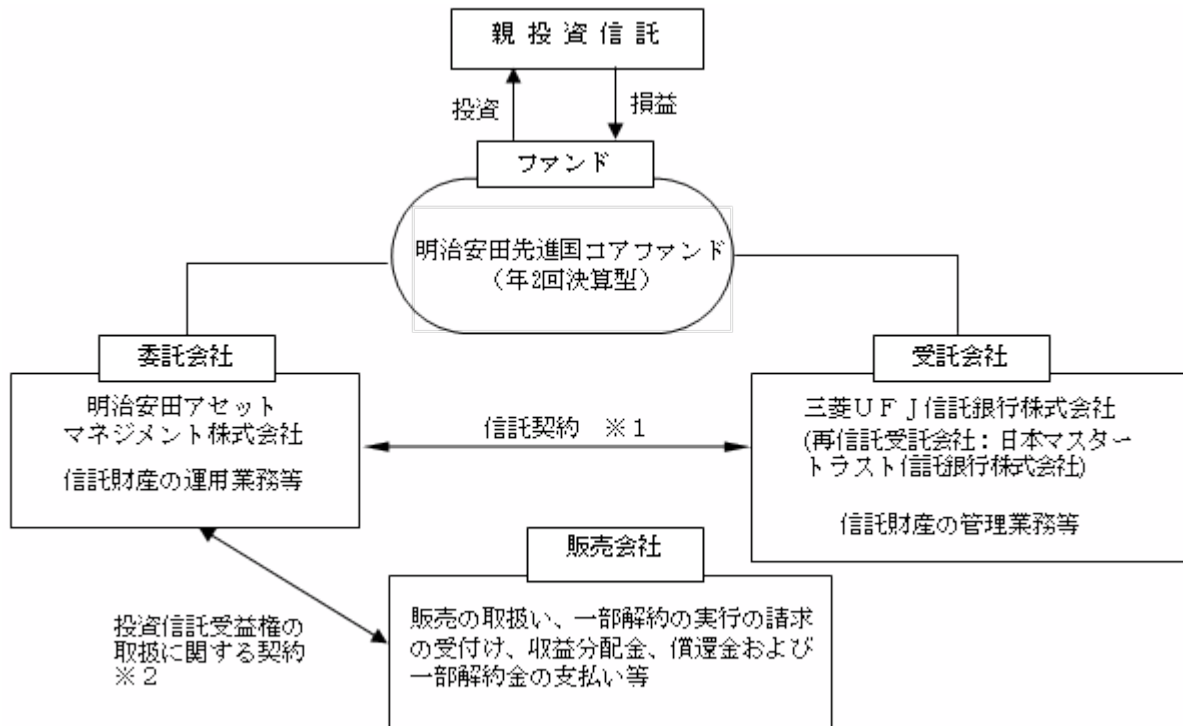 親 投 資 信 託
投資
損益
ファンド
明治安田先進国コアファンド
（年2回決算型）
委託会社
明治安田アセット
マネジメント株式会社
信託財産の運用業務等
信託契約　※１
受託会社
三菱ＵＦＪ信託銀行株式会社
(再信託受託会社：日本マスター
トラスト信託銀行株式会社)
信託財産の管理業務等
販売会社
販売の取扱い、一部解約の実行の請求
の受付け、収益分配金、償還金および
一部解約金の支払い等
投資信託受益権の
取扱に関する契約
※２